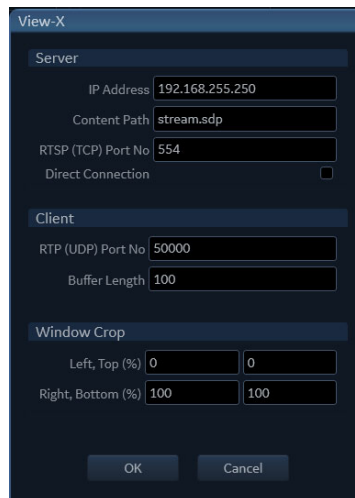 View-X
Server
IP Address 192.168.255.250
Content Path stream.sdp
RTSP (TCP) Port No 554
Direct Connection
Client
RTP (UDP) Port No 50000
Buffer Length 100
Window Crop
Left, Top (%) 0 0
Right, Bottom (%) 100 100
OK Cancel